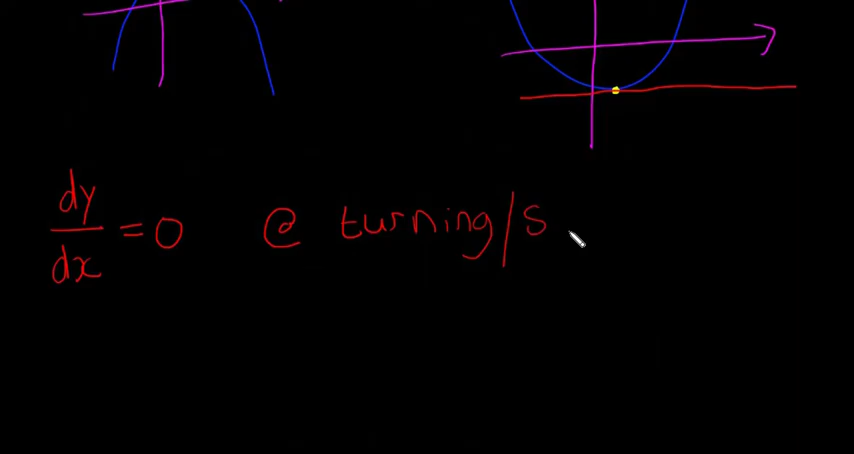 dy/dx = 0 @ turning/s